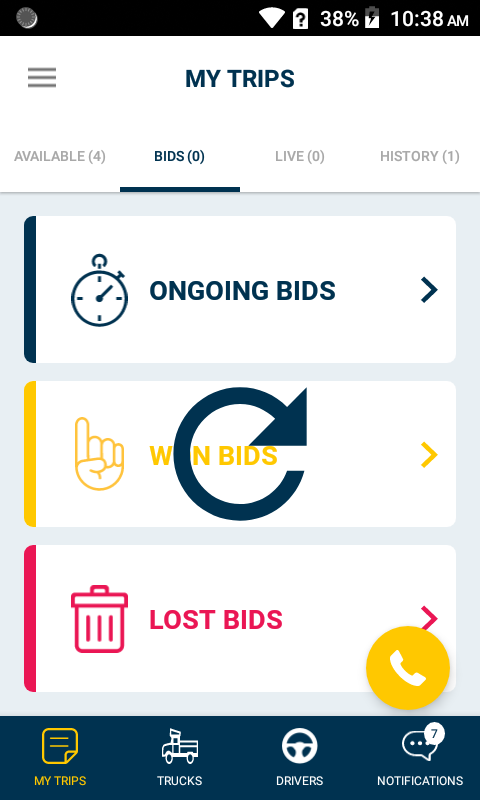 38% 10:38 AM
MY TRIPS
AVAILABLE (4) BIDS (0) LIVE (0) HISTORY (1)
ONGOING BIDS
WON BIDS
LOST BIDS
7
MY TRIPS TRUCKS DRIVERS NOTIFICATIONS